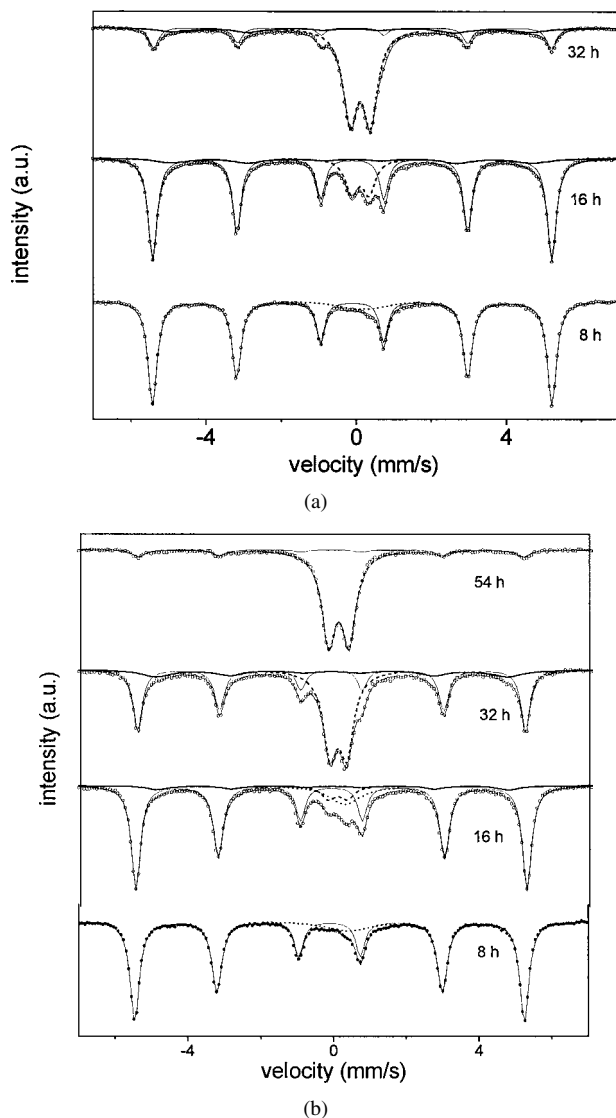 32 h
16 h
8 h
intensity (a.u.)
-4 0 4
velocity (mm/s)
(a)
54 h
32 h
16 h
8 h
intensity (a.u.)
-4 0 4
velocity (mm/s)
(b)